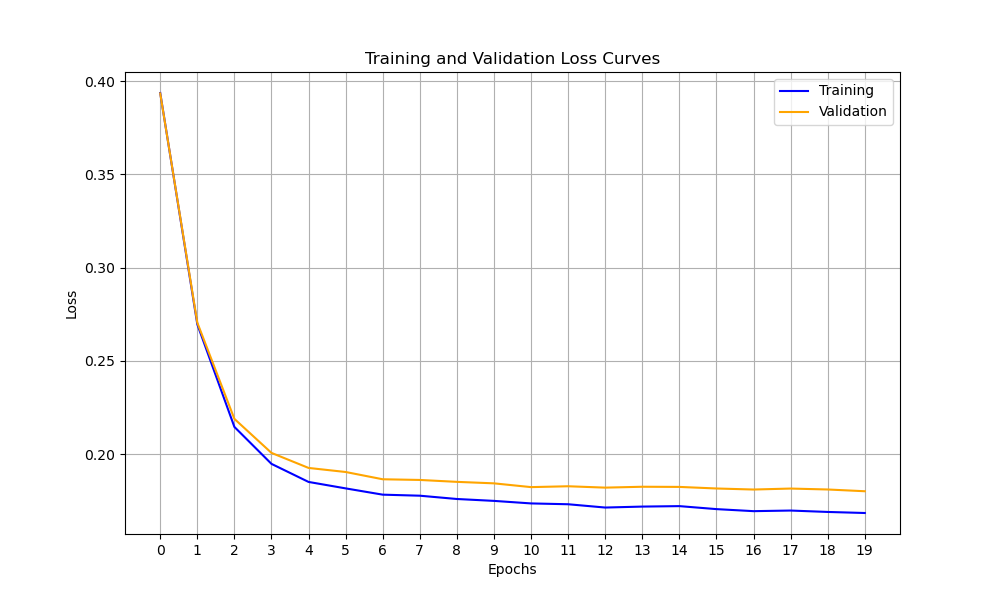 Training and Validation Loss Curves
Training
Validation
0.40
0.35
0.30
0.25
0.20
Loss
0 1 2 3 4 5 6 7 8 9 10 11 12 13 14 15 16 17 18 19
Epochs